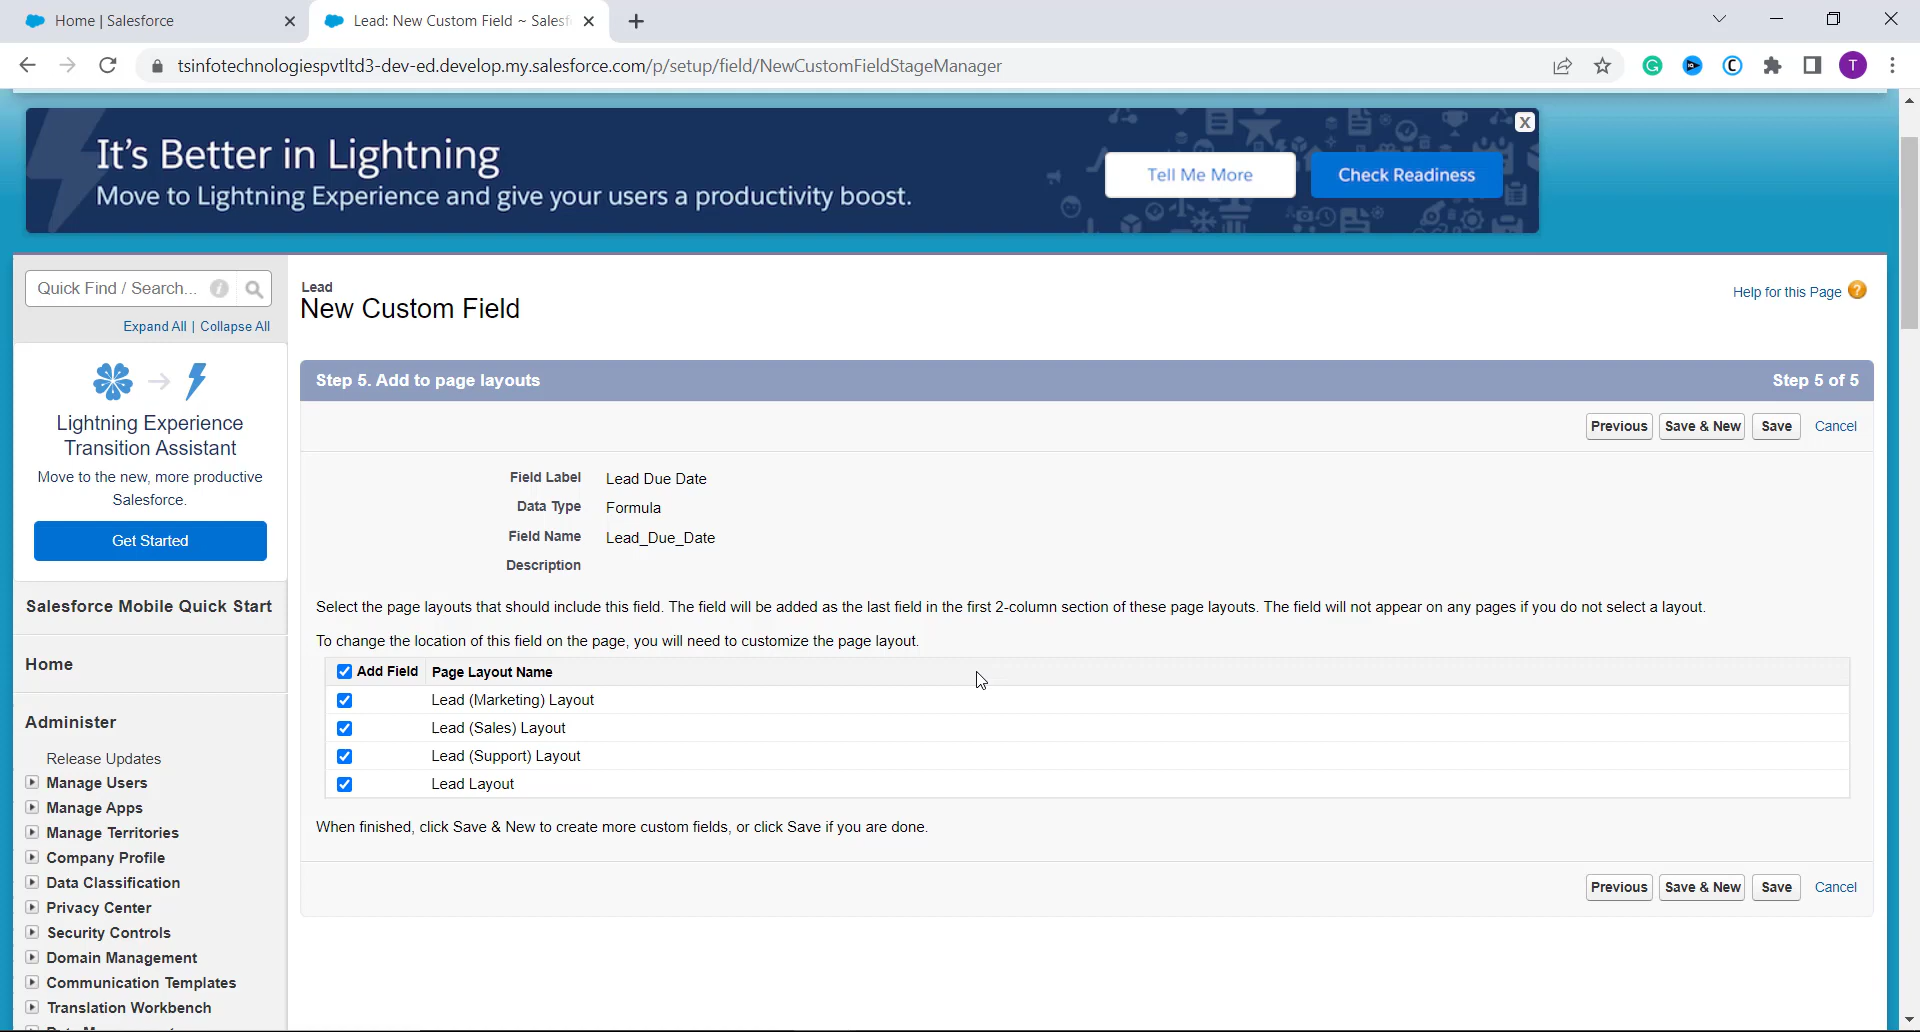 Home | Salesforce
Lead: New Custom Field ~ Salesf
tsinfotechnologiespvtltd3-dev-ed.develop.my.salesforce.com/p/setup/field/NewCustomFieldStageManager
T
It's Better in Lightning
Move to Lightning Experience and give your users a productivity boost.
Tell Me More
Check Readiness
X
Quick Find / Search...
Expand All | Collapse All
Lightning Experience
Transition Assistant
Move to the new, more productive
Salesforce.
Get Started
Salesforce Mobile Quick Start
Home
Administer
Release Updates
Manage Users
Manage Apps
Manage Territories
Company Profile
Data Classification
Privacy Center
Security Controls
Domain Management
Communication Templates
Translation Workbench
Lead
New Custom Field
Help for this Page
Step 5. Add to page layouts
Step 5 of 5
Previous
Save & New
Save
Cancel
Field Label Lead Due Date
Data Type Formula
Field Name Lead_Due_Date
Description
Select the page layouts that should include this field. The field will be added as the last field in the first 2-column section of these page layouts. The field will not appear on any pages if you do not select a layout.
To change the location of this field on the page, you will need to customize the page layout.
Add Field Page Layout Name
Lead (Marketing) Layout
Lead (Sales) Layout
Lead (Support) Layout
Lead Layout
When finished, click Save & New to create more custom fields, or click Save if you are done.
Previous
Save & New
Save
Cancel